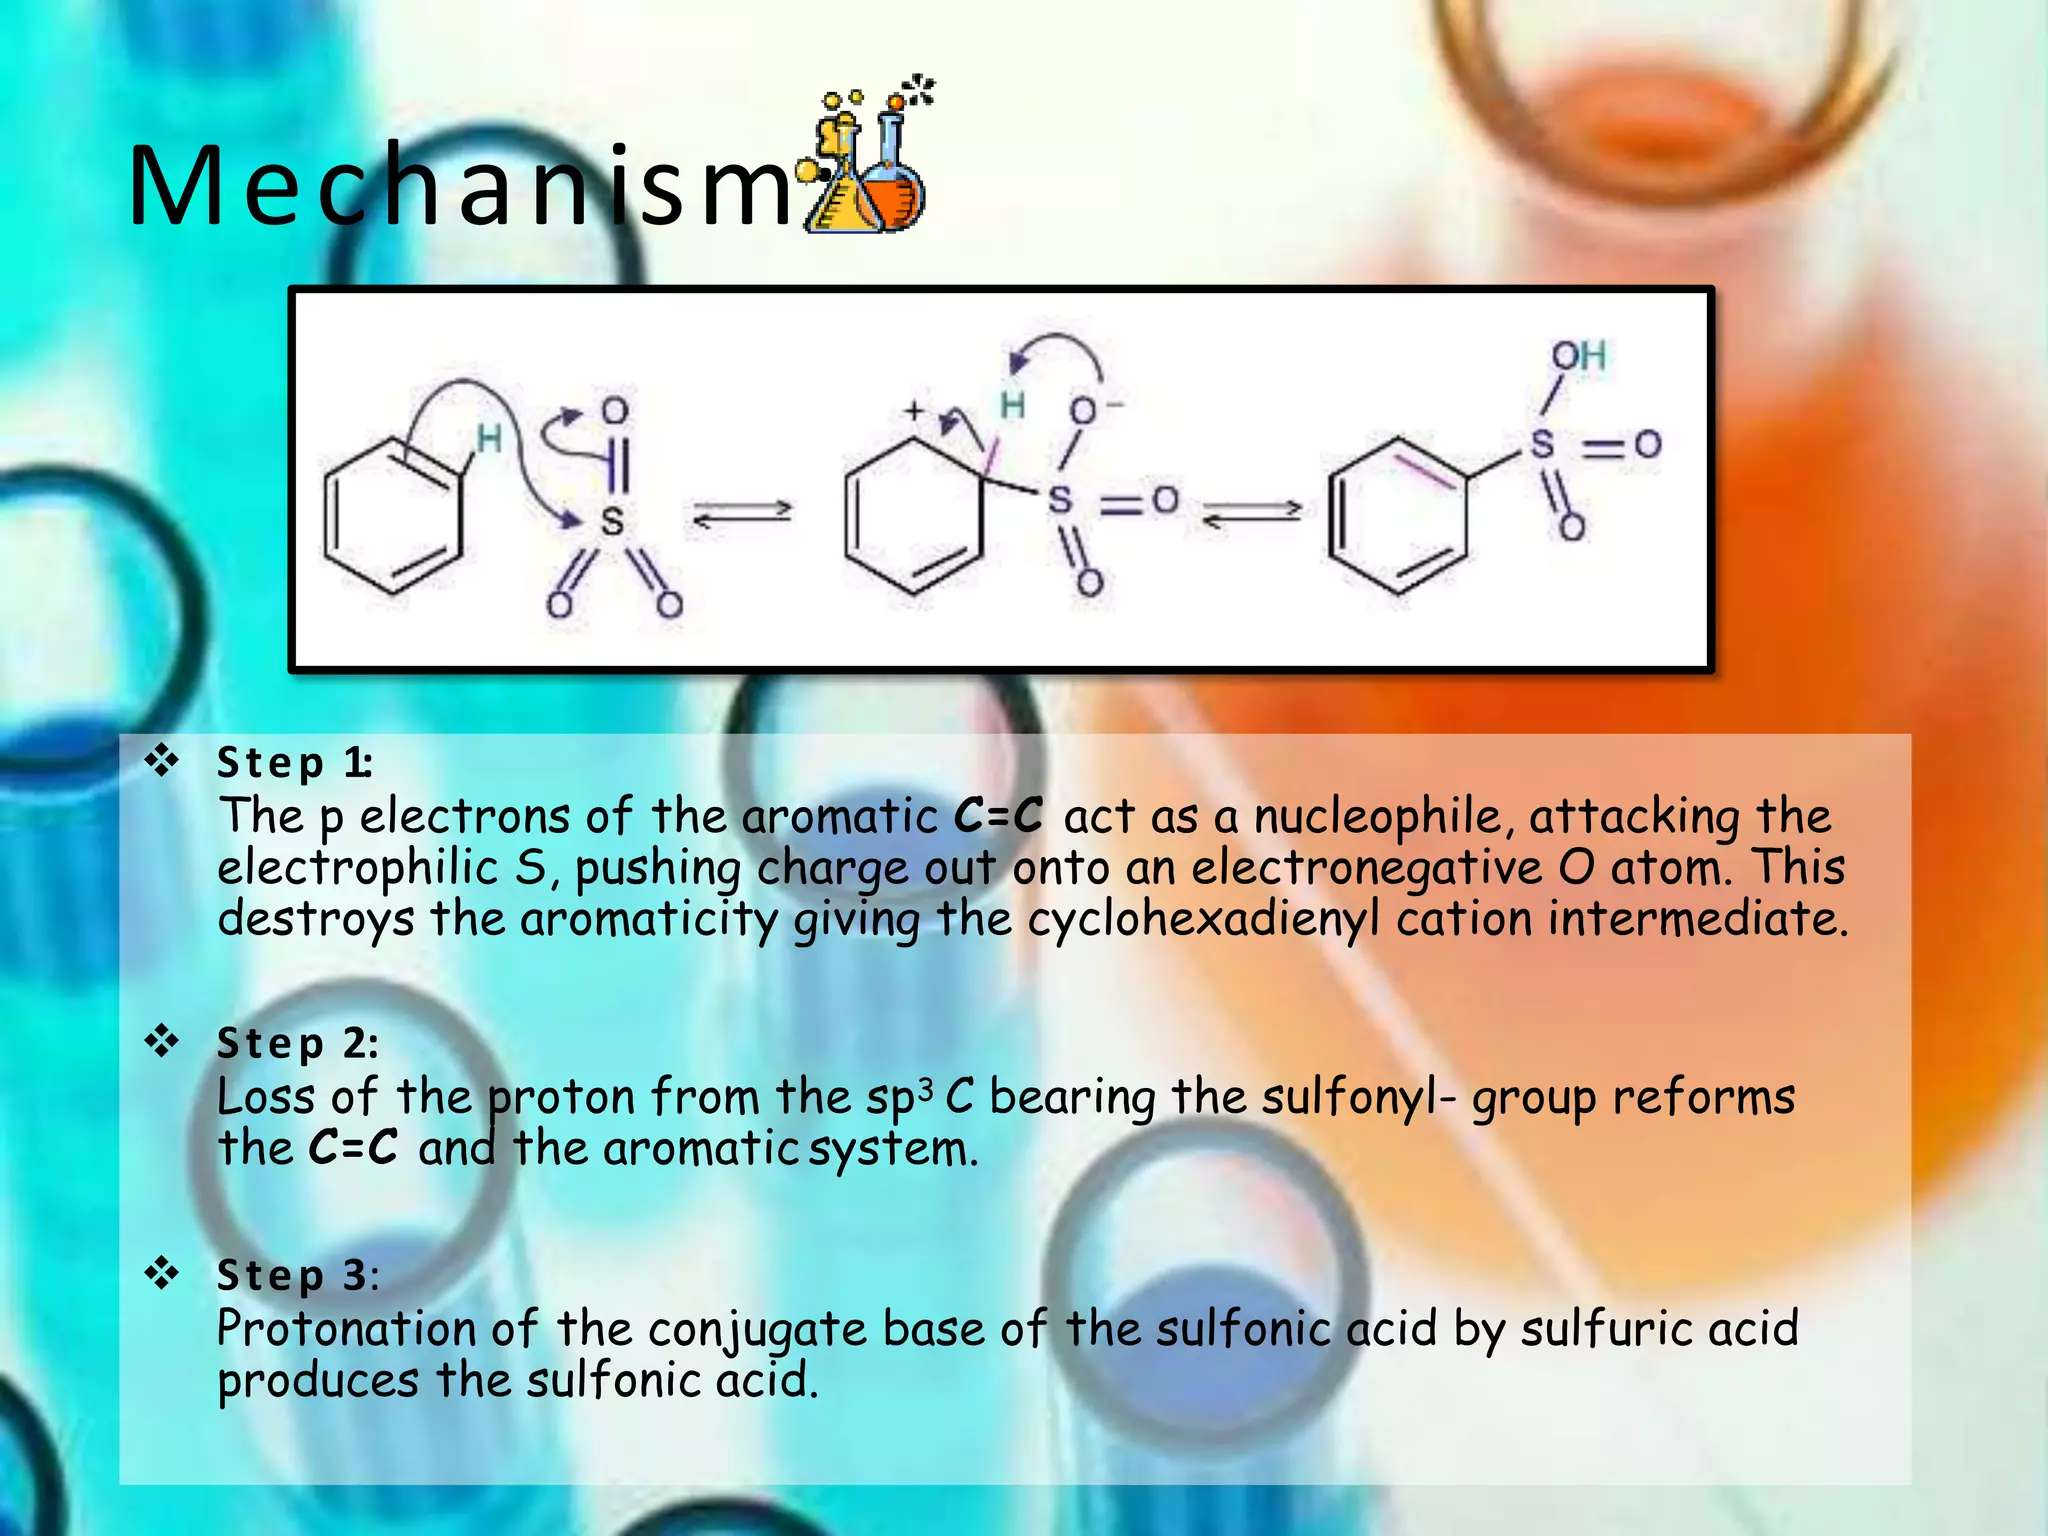 Mechanism:
OH
H
O
+
H
O
–
S
O
S
S
O
O
O
O
O
O
❖ Step 1:
The p electrons of the aromatic C=C act as a nucleophile, attacking the
electrophilic S, pushing charge out onto an electronegative O atom. This
destroys the aromaticity giving the cyclohexadienyl cation intermediate.
❖ Step 2:
Loss of the proton from the sp³ C bearing the sulfonyl- group reforms
the C=C and the aromatic system.
❖ Step 3:
Protonation of the conjugate base of the sulfonic acid by sulfuric acid
produces the sulfonic acid.